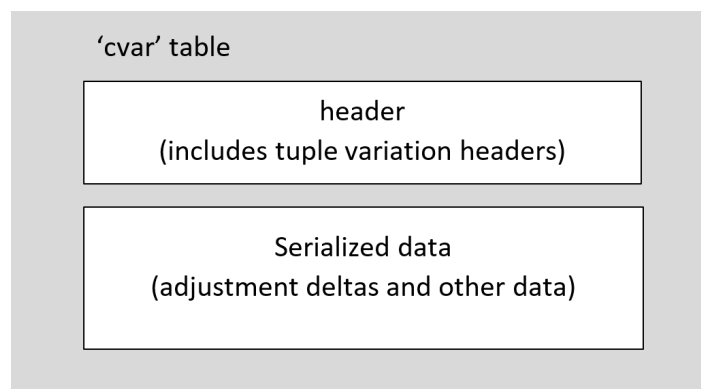 ‘cvar’ table
header
(includes tuple variation headers)
Serialized data
(adjustment deltas and other data)